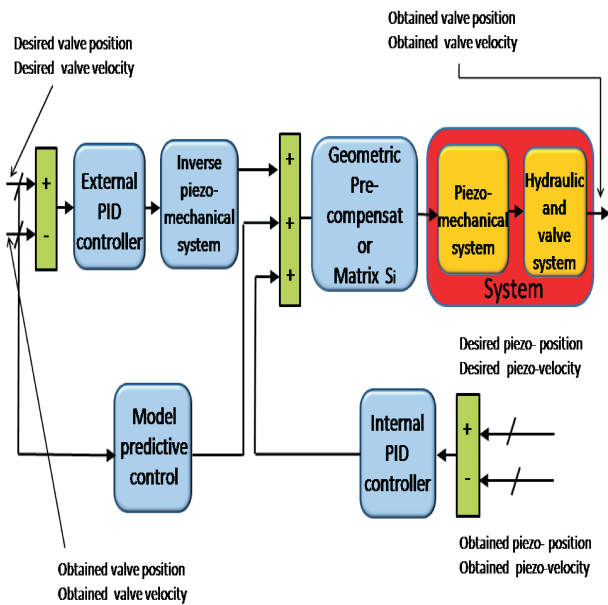 Obtained valve position
Obtained valve velocity
Desired valve position
Desired valve velocity
+
-
External
PID
controller
Inverse
piezo-
mechanical
system
+
+
+
Geometric
Pre-
compensat
or
Matrix Si
Piezo-
mechanical
system
Hydraulic
and
valve
system
System
Desired piezo- position
Desired piezo-velocity
Model
predictive
control
Internal
PID
controller
+
-
Obtained piezo- position
Obtained piezo-velocity
Obtained valve position
Obtained valve velocity